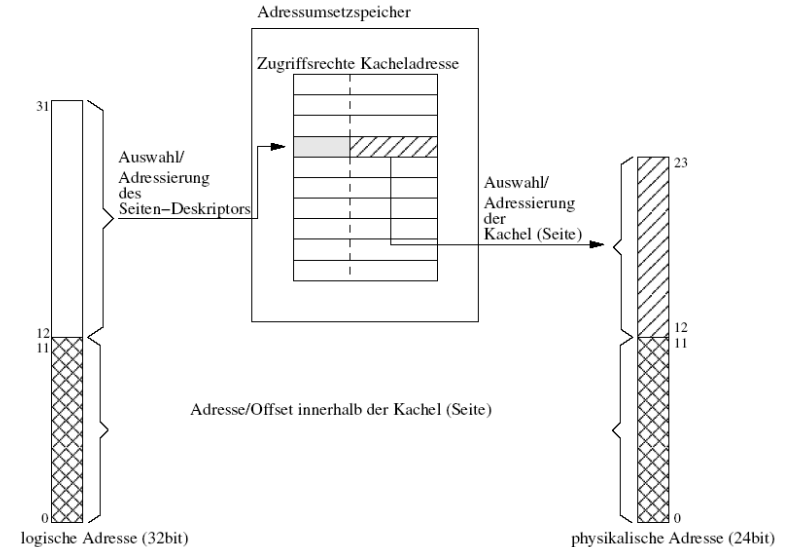 Adressumsetzspeicher
Zugriffsrechte Kacheladresse
31
Auswahl/
Adressierung
des
Seiten−Deskriptors
23
Auswahl/
Adressierung
der
Kachel (Seite)
12
11
12
11
Adresse/Offset innerhalb der Kachel (Seite)
0
0
logische Adresse (32bit)
physikalische Adresse (24bit)